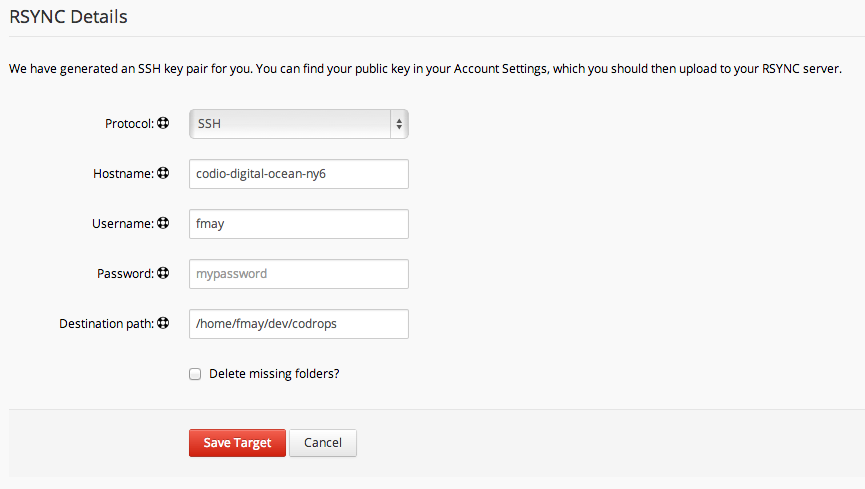 RSYNC Details
We have generated an SSH key pair for you. You can find your public key in your Account Settings, which you should then upload to your RSYNC server.
Protocol: SSH
Hostname: codio-digital-ocean-ny6
Username: fmay
Password: mypassword
Destination path: /home/fmay/dev/codrops
Delete missing folders?
Save Target Cancel